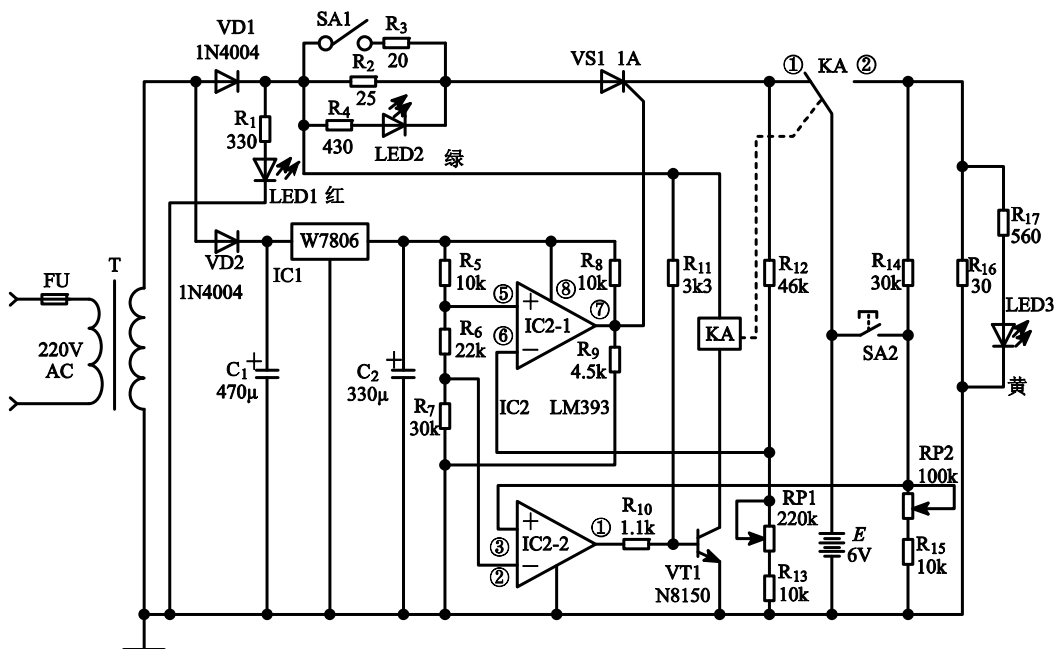 VD1
1N4004
SA1
R3
20
R2
25
R4
430
LED2 绿
VS1 1A
① KA ②
R1
330
LED1 红
VD2
1N4004
IC1
W7806
FU
T
220V
AC
C1
470μ
+
C2
330μ
+
R5
10k
R6
22k
R7
30k
⑤
⑥
⑧
⑦
+
IC2-1
−
IC2
LM393
R8
10k
R9
4.5k
R11
3k3
KA
R12
46k
R14
30k
SA2
R16
30
R17
560
LED3
黄
③
②
①
+
IC2-2
−
R10
1.1k
VT1
N8150
RP1
220k
R13
10k
E
6V
RP2
100k
R15
10k